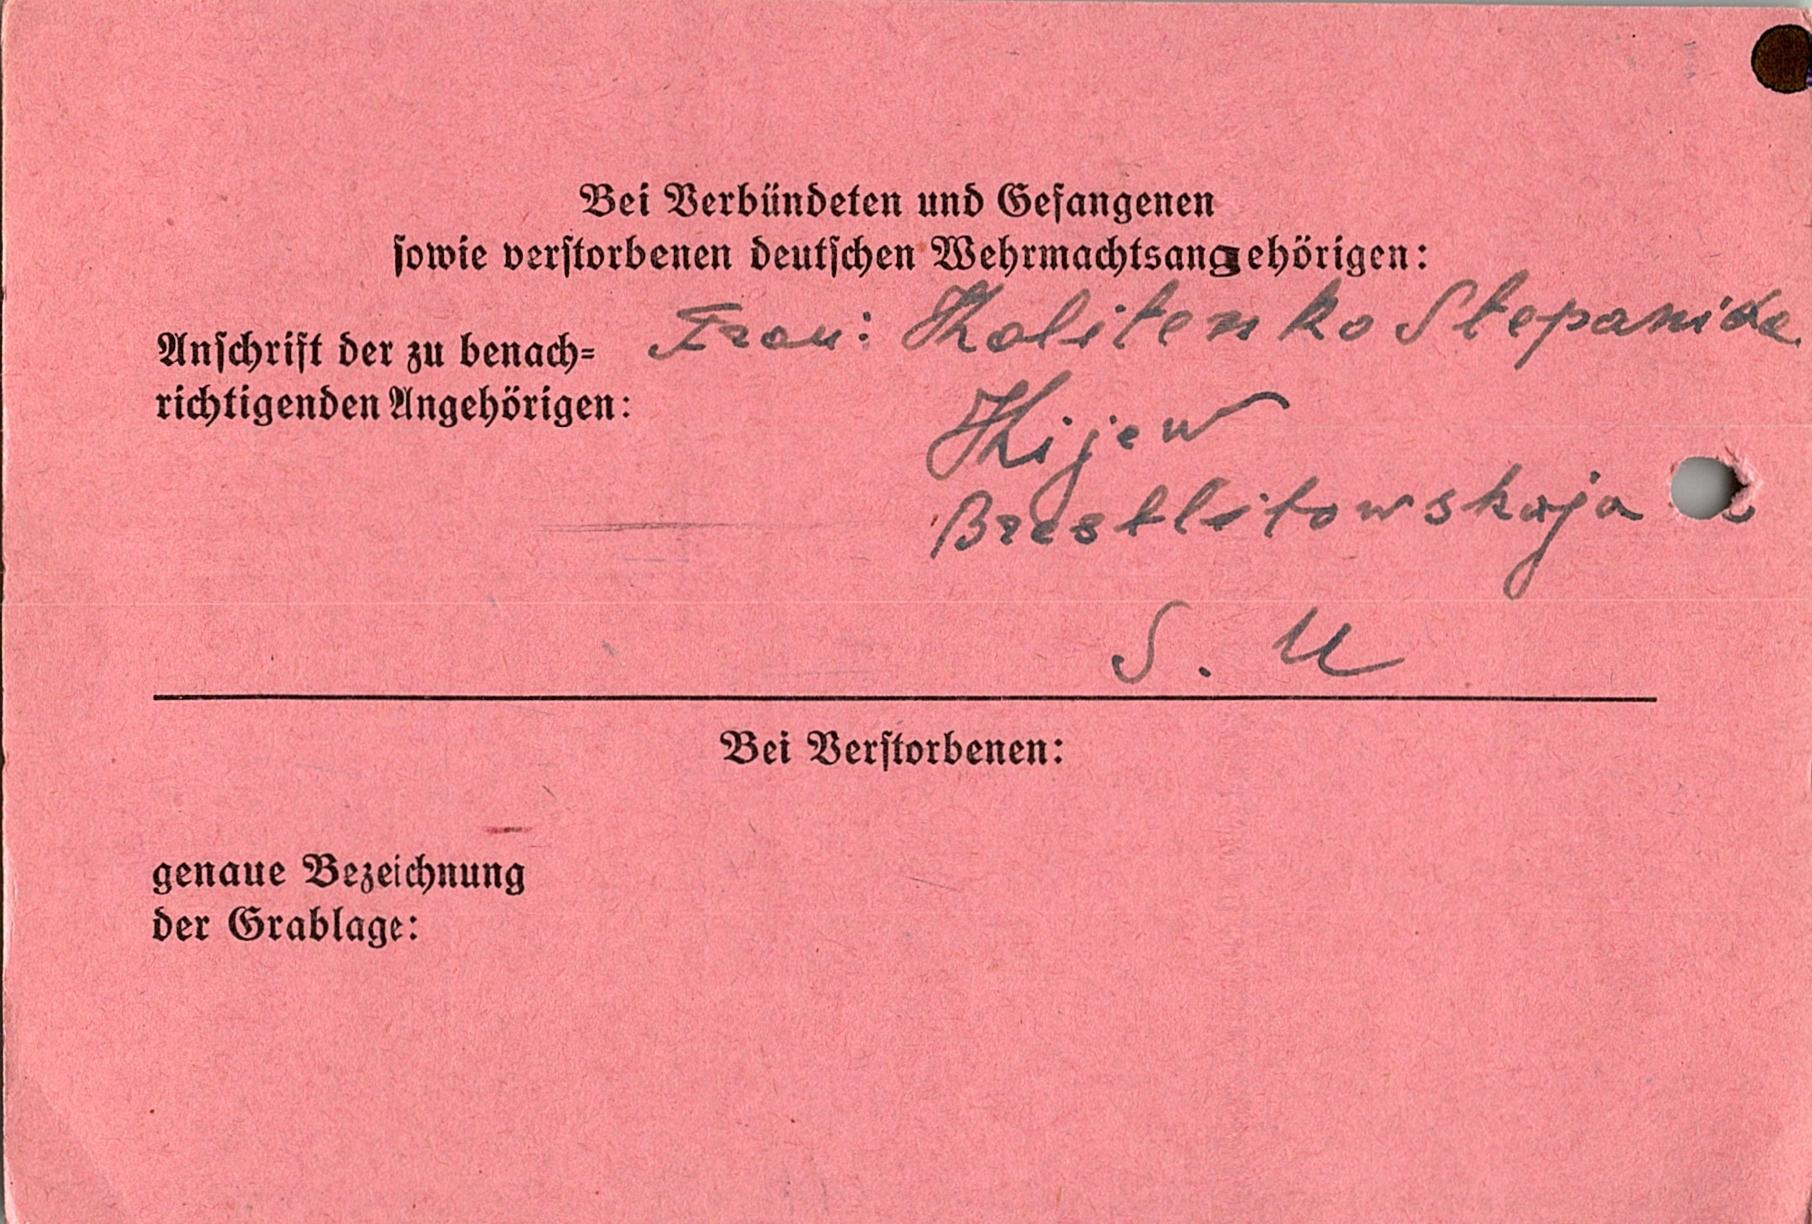 Bei Verbündeten und Gefangenen
sowie verstorbenen deutschen Wehrmachtsangehörigen:
Anschrift der zu benach-
richtigenden Angehörigen:
Frau: Kolitenko Stepanida
Kijew
Brestlitowskaja
S. U
Bei Verstorbenen:
genaue Bezeichnung
der Grablage: